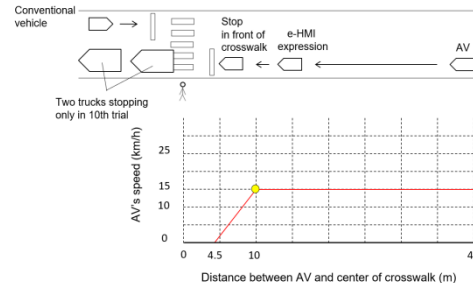 Conventional
vehicle
Stop
in front of
crosswalk
e-HMI
expression
AV
Two trucks stopping
only in 10th trial
AV's speed (km/h)
25
15
10
0
0 4.5 10 4
Distance between AV and center of crosswalk (m)